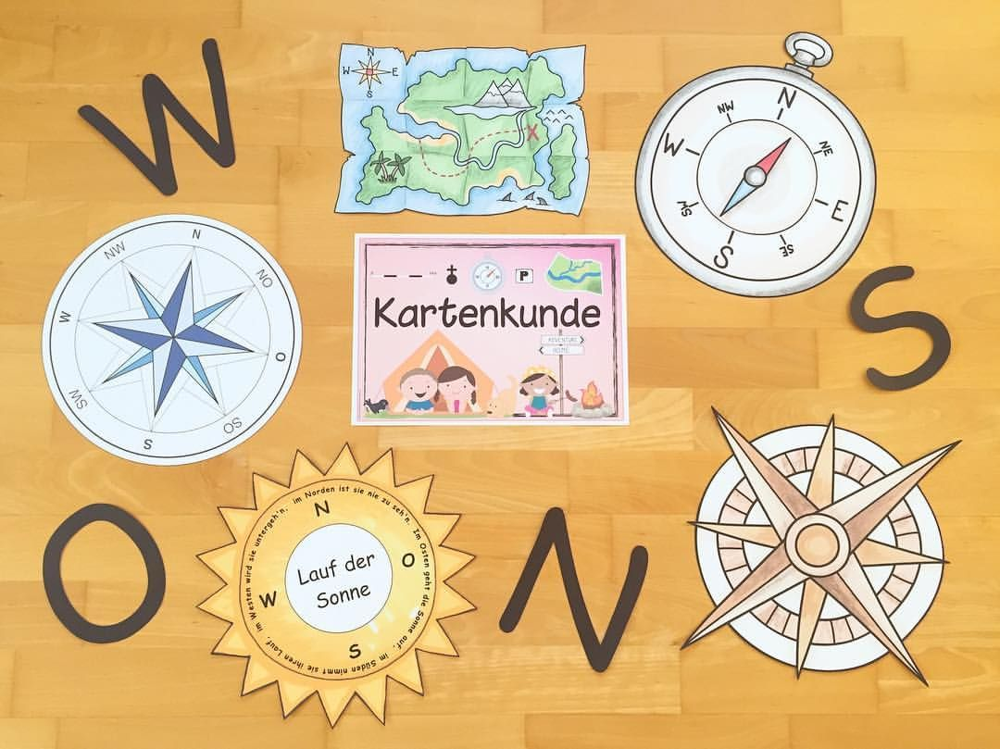 W
N
W
E
S
N
NW
NE
W
E
SW
SE
S
N
NW
NO
W
O
SW
SO
S
P
Kartenkunde
ADVENTURE
HOME
S
O
im Norden ist sie nie zu seh'n. Im Osten geht die Sonne auf, im Süden nimmt sie ihren Lauf, im Westen wird sie untergeh'n,
N
O
W
S
Lauf der
Sonne
N